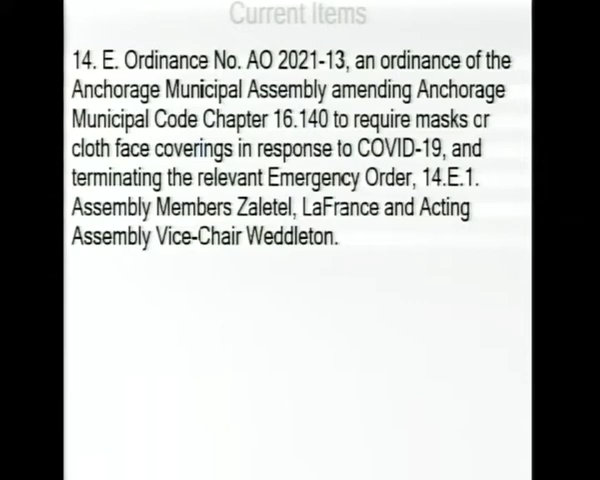 Current Items
14. E. Ordinance No. AO 2021-13, an ordinance of the
Anchorage Municipal Assembly amending Anchorage
Municipal Code Chapter 16.140 to require masks or
cloth face coverings in response to COVID-19, and
terminating the relevant Emergency Order, 14.E.1.
Assembly Members Zaletel, LaFrance and Acting
Assembly Vice-Chair Weddleton.